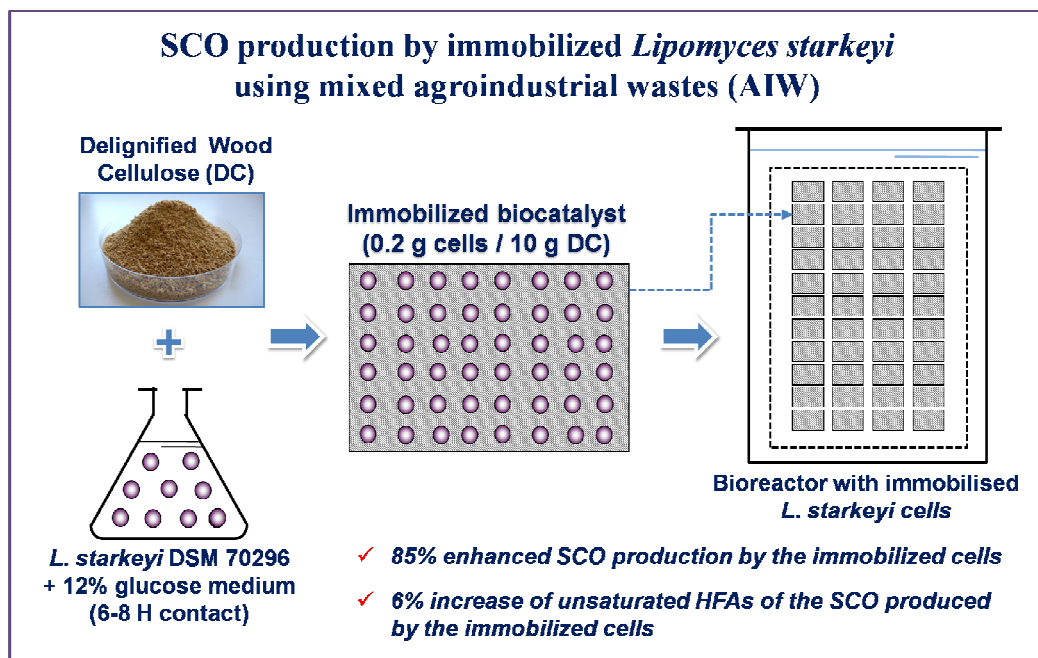 SCO production by immobilized Lipomyces starkeyi
using mixed agroindustrial wastes (AIW)
Delignified Wood
Cellulose (DC)
+
L. starkeyi DSM 70296
+ 12% glucose medium
(6-8 H contact)
Immobilized biocatalyst
(0.2 g cells / 10 g DC)
Bioreactor with immobilised
L. starkeyi cells
✓ 85% enhanced SCO production by the immobilized cells
✓ 6% increase of unsaturated HFAs of the SCO produced
by the immobilized cells